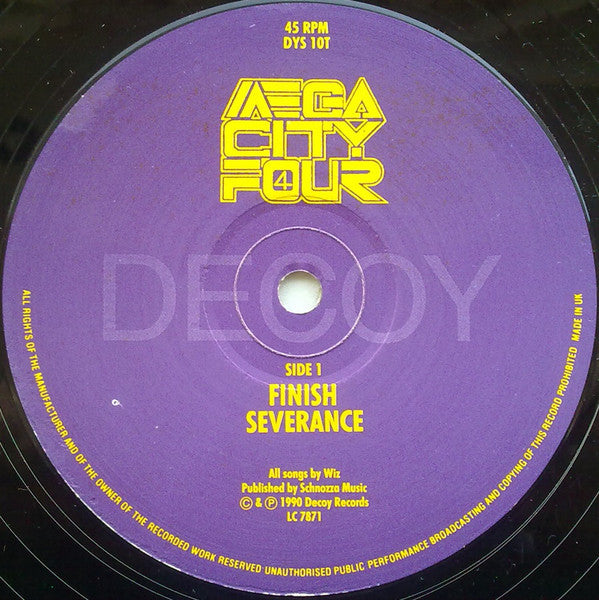 45 RPM
DYS 10T
MEGA
CITY
FOUR
4
DECOY
SIDE 1
FINISH
SEVERANCE
All songs by Wiz
Published by Schnozza Music
© & ℗ 1990 Decoy Records
LC 7871
ALL RIGHTS OF THE MANUFACTURER AND OF THE OWNER OF THE RECORDED WORK RESERVED UNAUTHORISED PUBLIC PERFORMANCE BROADCASTING AND COPYING OF THIS RECORD PROHIBITED MADE IN UK